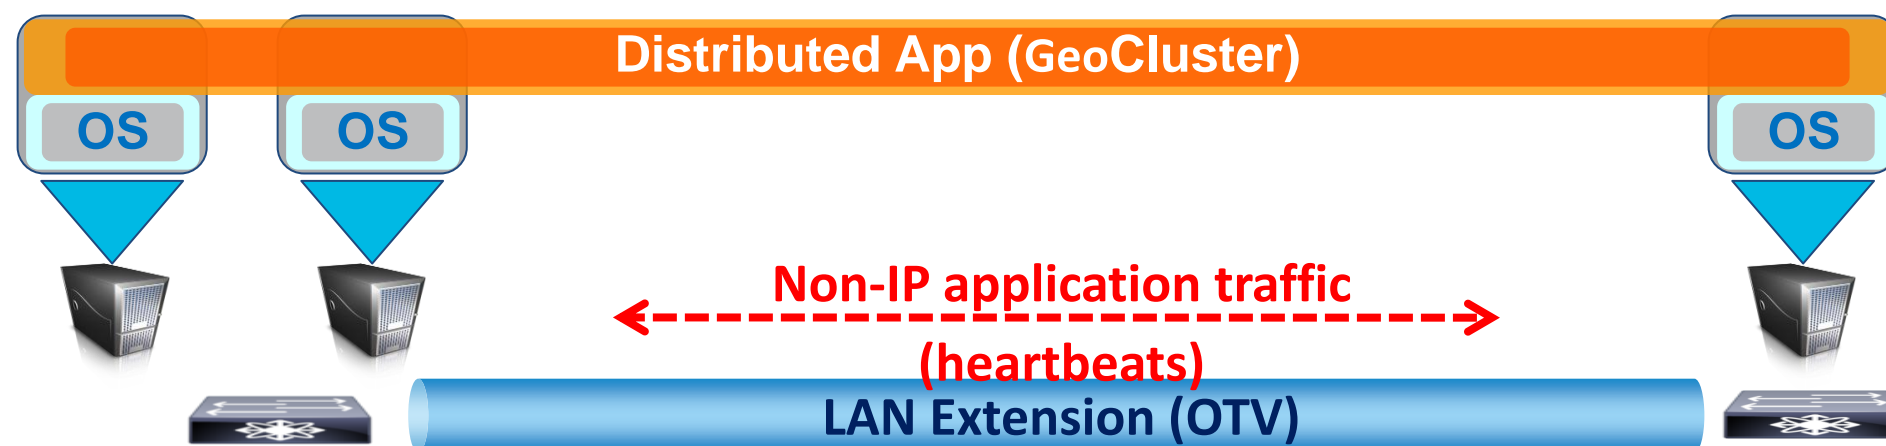 Distributed App (GeoCluster)
OS OS OS
Non-IP application traffic
(heartbeats)
LAN Extension (OTV)